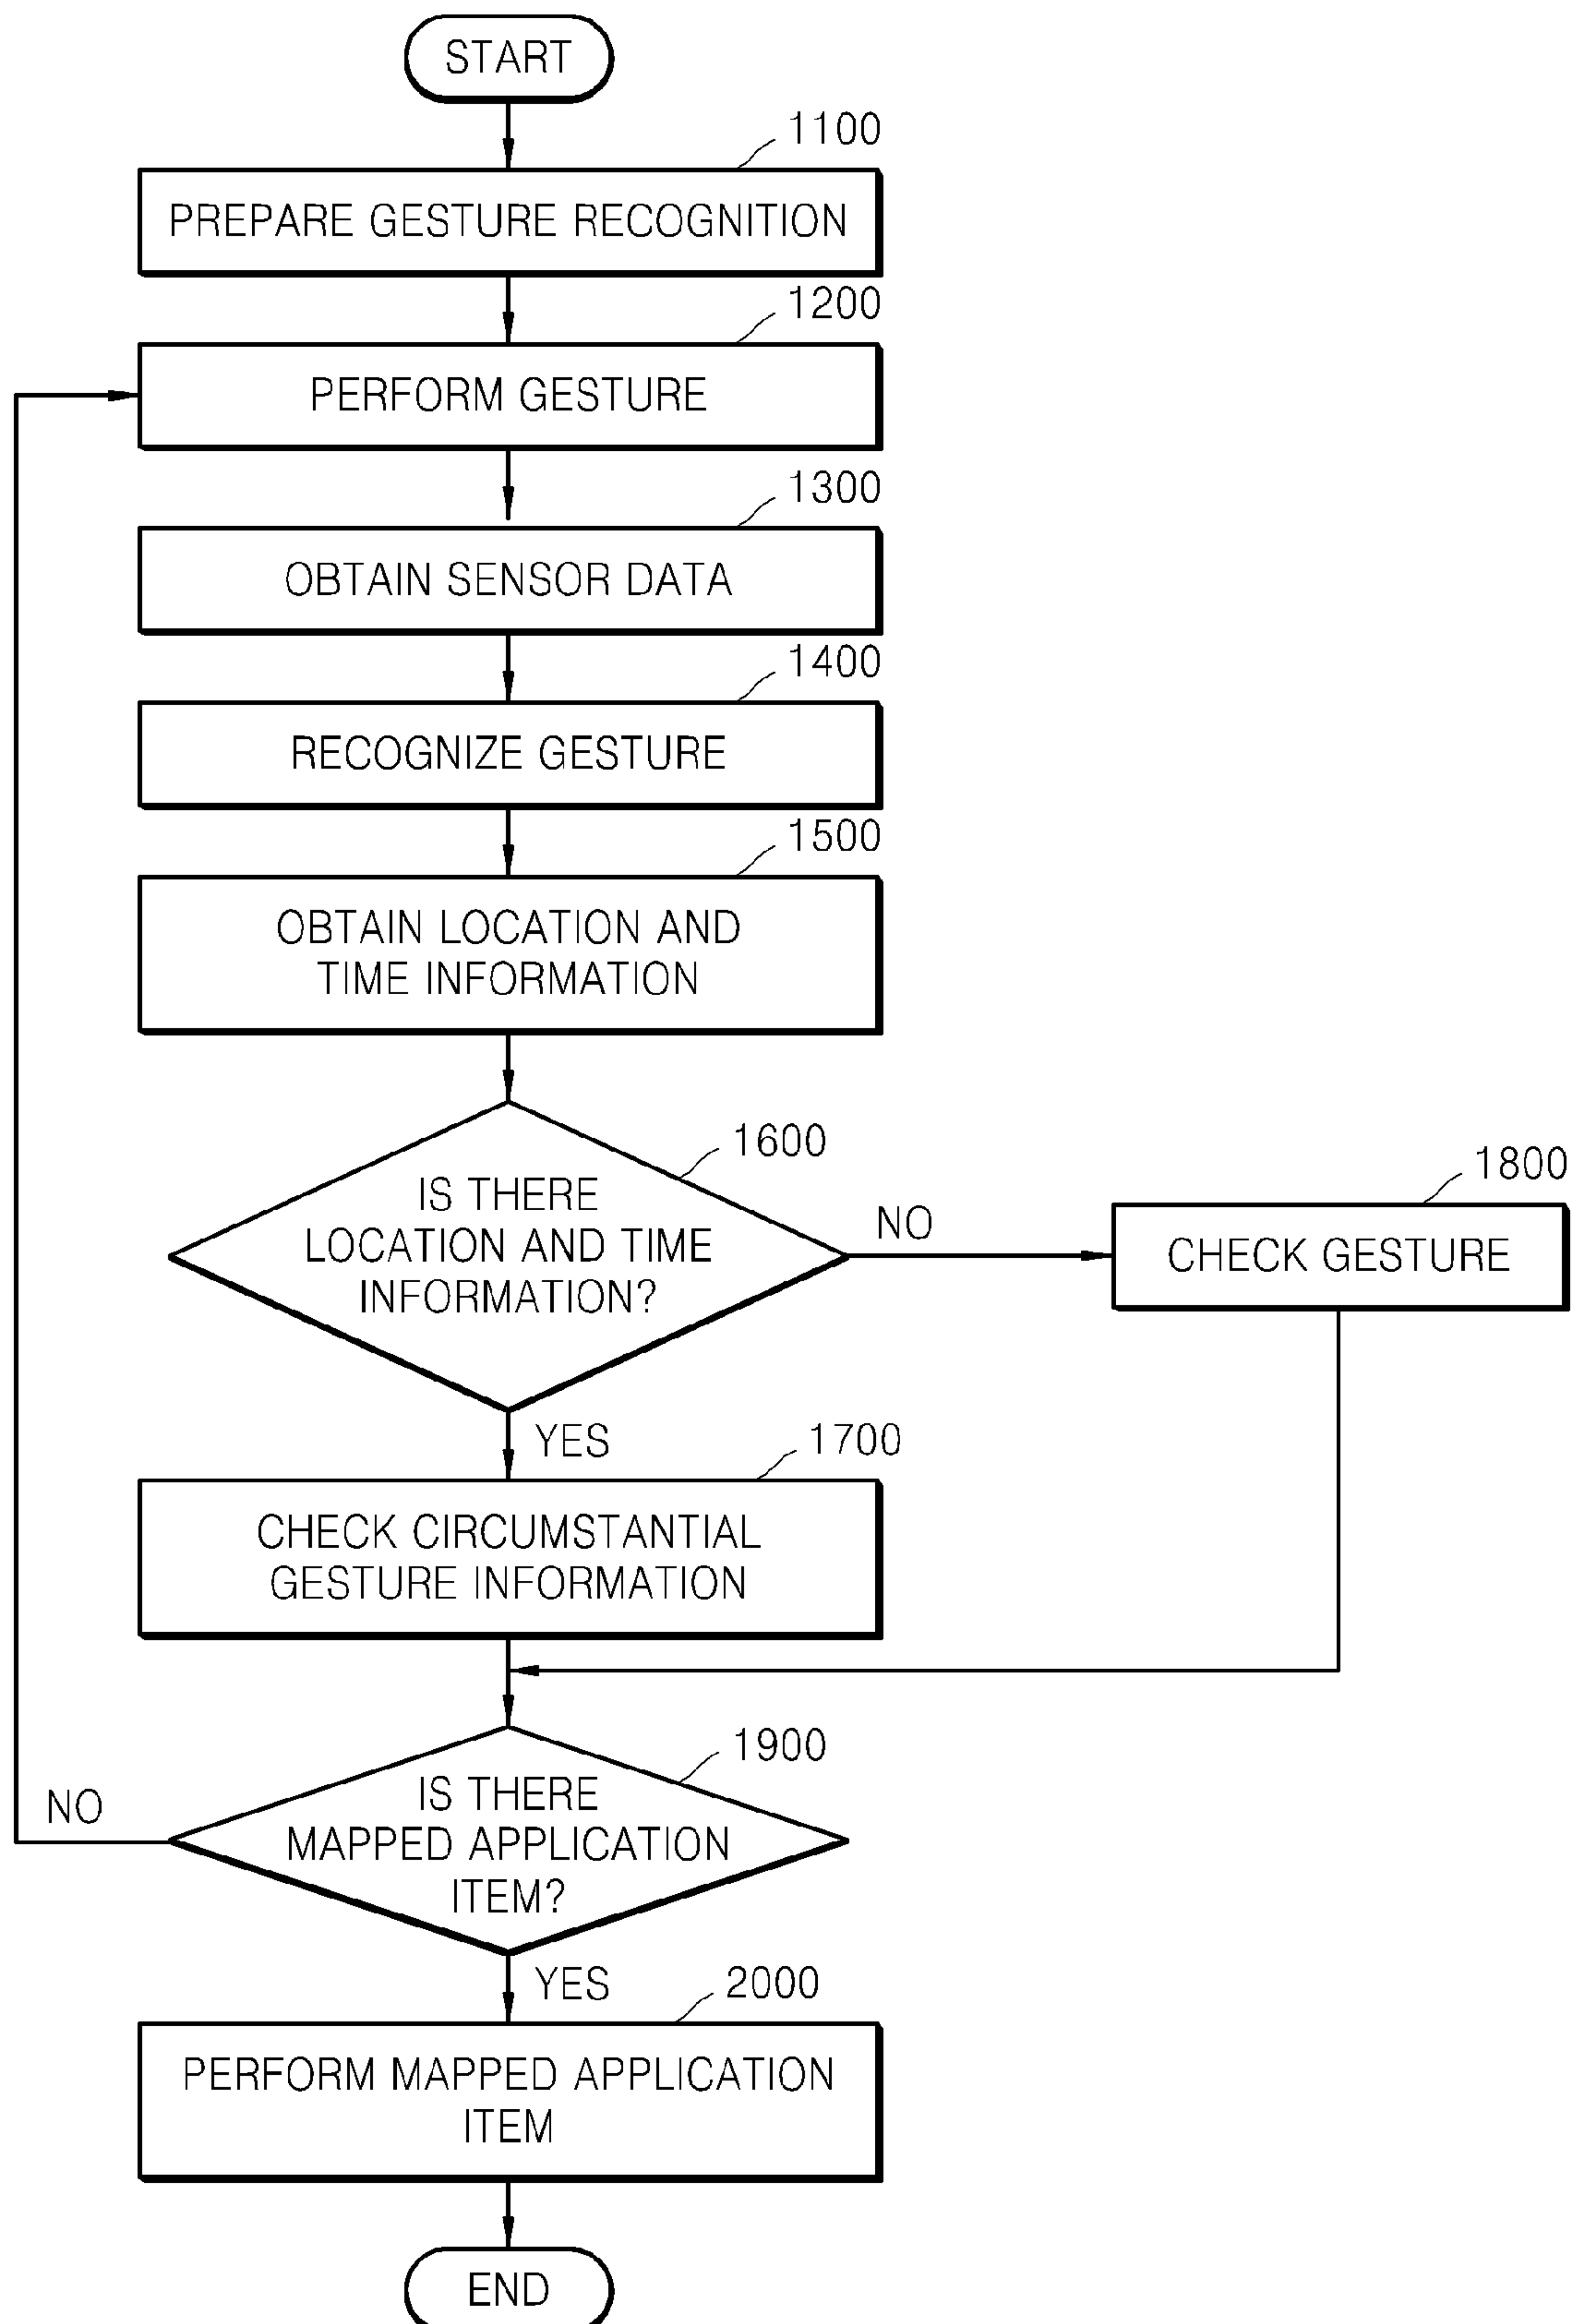 START
1100
PREPARE GESTURE RECOGNITION
1200
PERFORM GESTURE
1300
OBTAIN SENSOR DATA
1400
RECOGNIZE GESTURE
1500
OBTAIN LOCATION AND
TIME INFORMATION
1600
IS THERE
LOCATION AND TIME
INFORMATION?
NO
1800
CHECK GESTURE
YES
1700
CHECK CIRCUMSTANTIAL
GESTURE INFORMATION
1900
IS THERE
MAPPED APPLICATION
ITEM?
NO
YES
2000
PERFORM MAPPED APPLICATION
ITEM
END